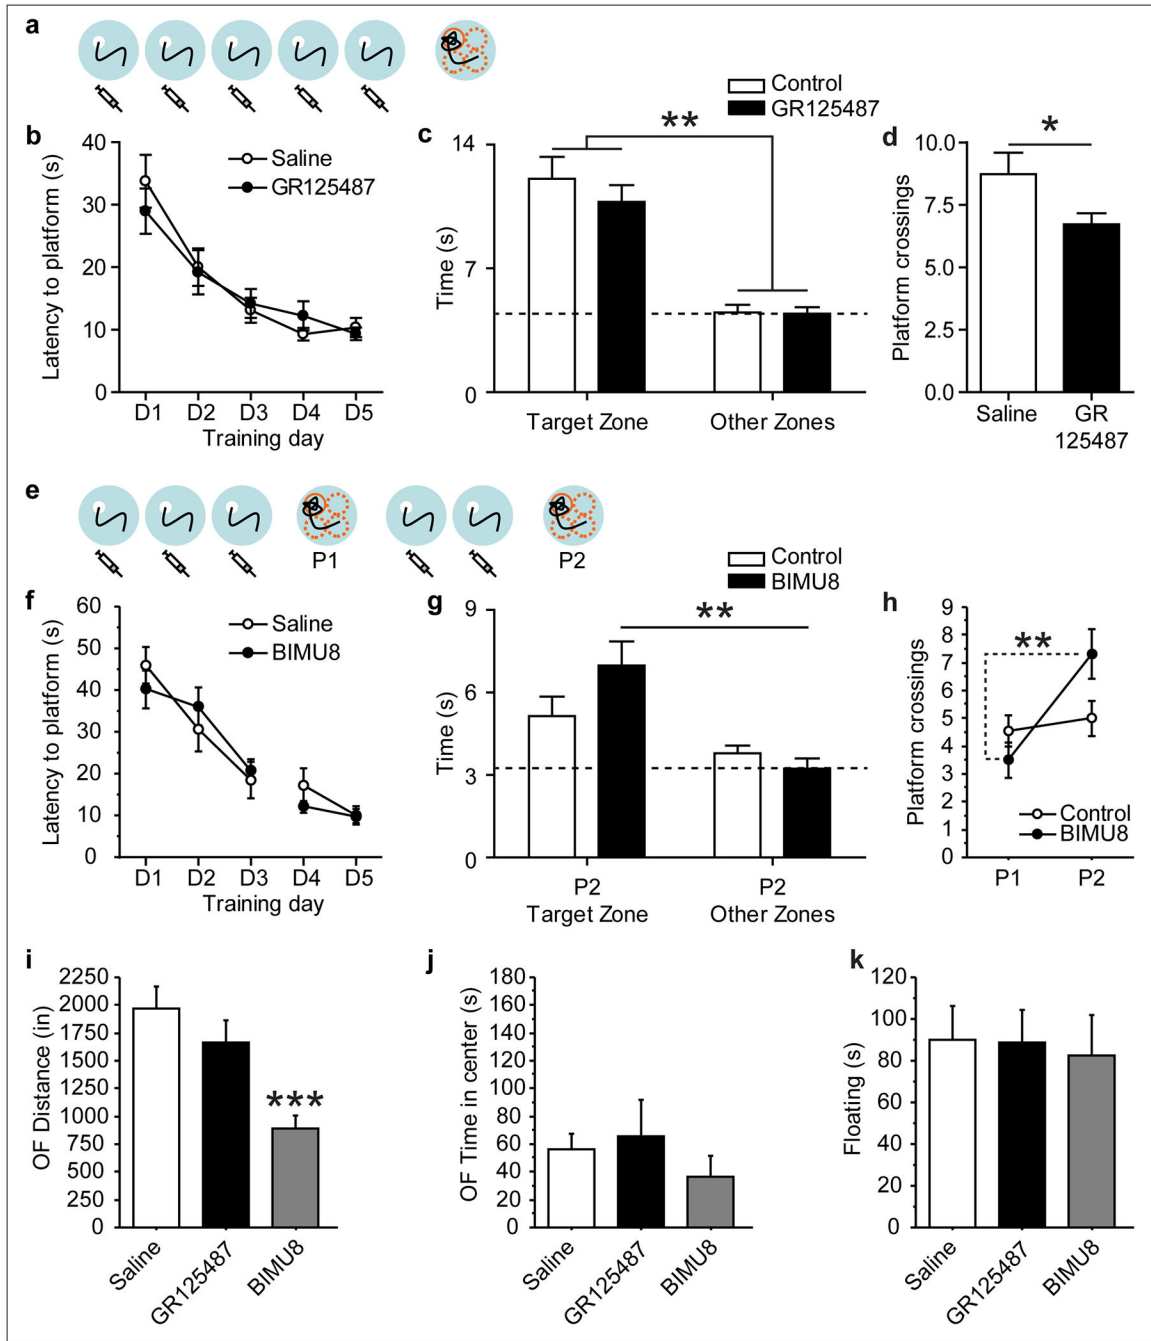 a
Control
GR125487
b
40
30
20
10
0
Latency to platform (s)
Saline
GR125487
D1 D2 D3 D4 D5
Training day
c
14
7
0
Time (s)
**
Target Zone Other Zones
d
10.0
7.5
5.0
2.5
0.0
Platform crossings
*
Saline GR
125487
e
P1 P2
Control
BIMU8
f
60
50
40
30
20
10
0
Latency to platform (s)
Saline
BIMU8
D1 D2 D3 D4 D5
Training day
g
9
6
3
0
Time (s)
**
P2 P2
Target Zone Other Zones
h
9
8
7
6
5
4
3
2
1
0
Platform crossings
**
Control
BIMU8
P1 P2
i
2250
2000
1750
1500
1250
1000
750
500
250
0
OF Distance (in)
***
Saline
GR125487
BIMU8
j
180
160
140
120
100
80
60
40
20
0
OF Time in center (s)
Saline
GR125487
BIMU8
k
120
100
80
60
40
20
0
Floating (s)
Saline
GR125487
BIMU8